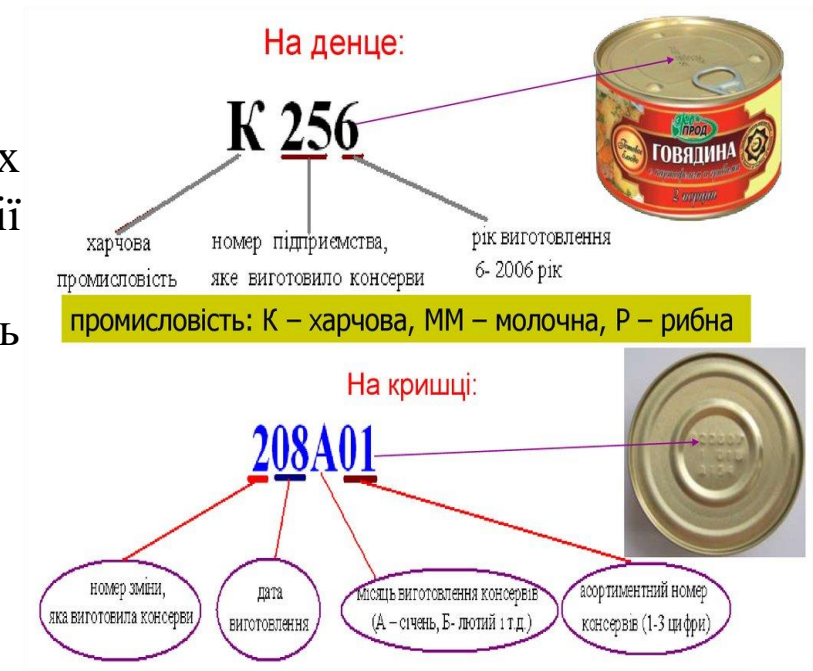 На денце:
К 256
х
ії
ь
харчова
промисловість
номер підприємства,
яке виготовило консерви
рік виготовлення
6- 2006 рік
ПРОД
ГОВЯДИНА
промисловість: К – харчова, ММ – молочна, Р – рибна
На кришці:
208А01
номер зміни,
яка виготовила консерви
дата
виготовлення
місяць виготовлення консервів
(А – січень, Б- лютий і т.д.)
асортиментний номер
консервів (1-3 цифри)